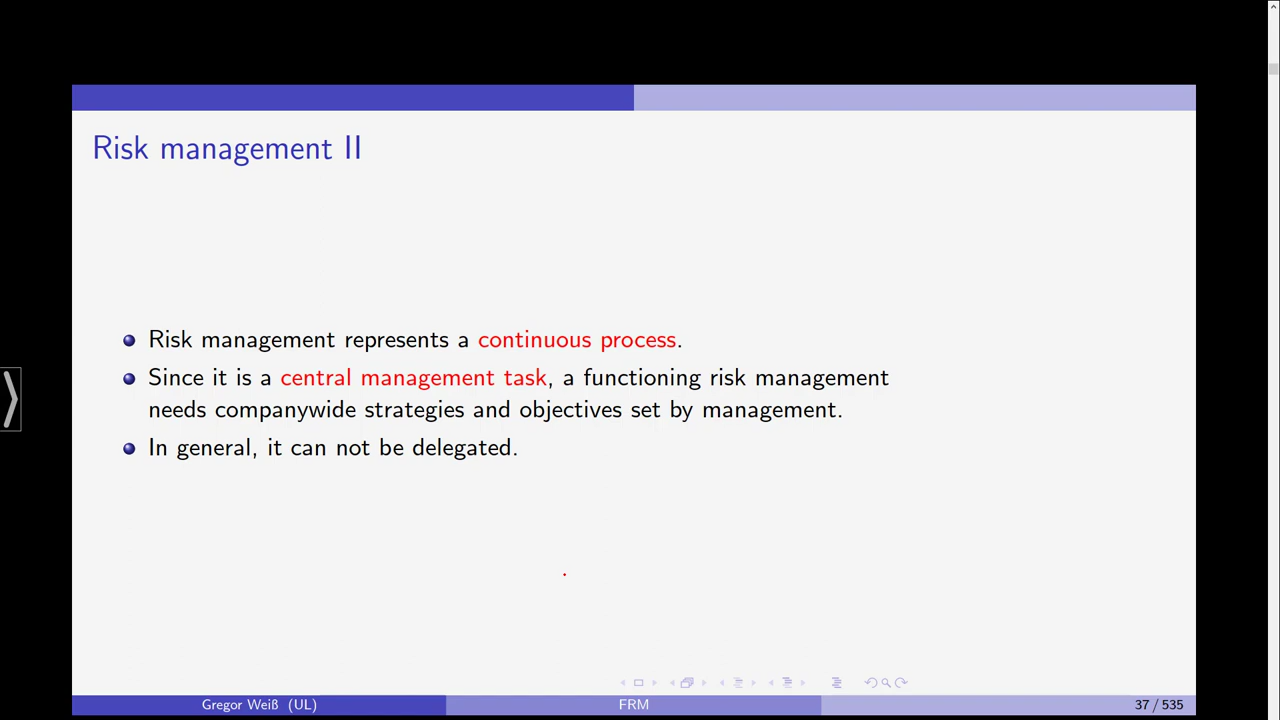 Risk management II
Risk management represents a continuous process.
Since it is a central management task, a functioning risk management
needs companywide strategies and objectives set by management.
In general, it can not be delegated.
Gregor Weiß (UL) FRM 37 / 535